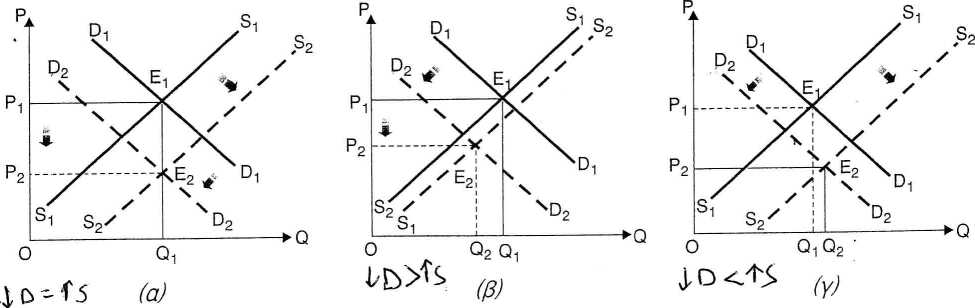 P
D₁
S₁
S₂
D₂
E₁
P₁
P₂
E₂
D₁
S₁
S₂
D₂
O
Q₁
Q
↓D=↑S
(α)
P
D₁
S₁
S₂
D₂
E₁
P₁
P₂
E₂
D₁
S₂
S₁
D₂
O
Q₂
Q₁
Q
↓D>↑S
(β)
P
D₁
S₁
S₂
D₂
E₁
P₁
P₂
E₂
D₁
S₁
S₂
D₂
O
Q₁
Q₂
Q
↓D<↑S
(γ)